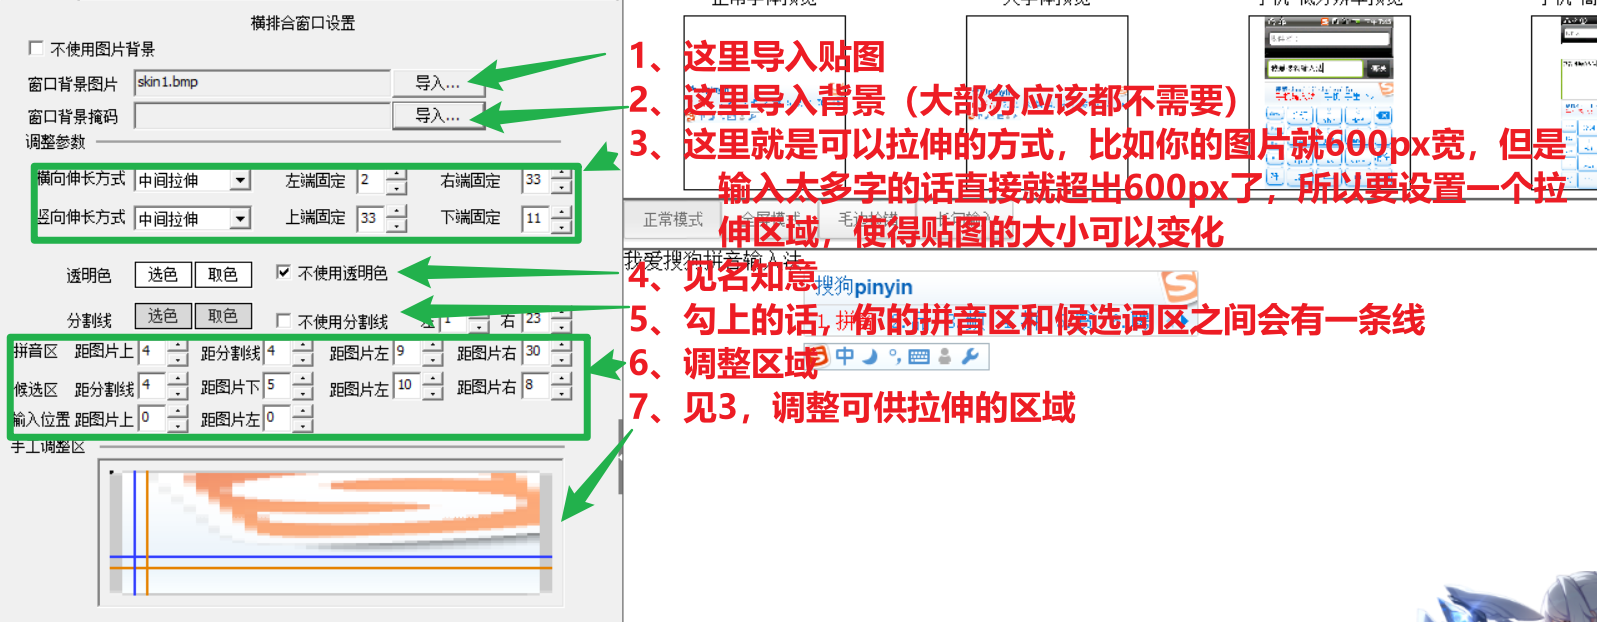 横排合窗口设置
不使用图片背景
窗口背景图片 skin1.bmp 导入...
窗口背景掩码 导入...
调整参数
横向伸长方式 中间拉伸 左端固定 2 右端固定 33
竖向伸长方式 中间拉伸 上端固定 33 下端固定 11
透明色 选色 取色 不使用透明色
分割线 选色 取色 不使用分割线 左 1 右 23
拼音区 距图片上 4 距分割线 4 距图片左 9 距图片右 30
候选区 距分割线 4 距图片下 5 距图片左 10 距图片右 8
输入位置 距图片上 0 距图片左 0
手工调整区
1、这里导入贴图
2、这里导入背景（大部分应该都不需要）
3、这里就是可以拉伸的方式，比如你的图片就600px宽，但是
输入太多字的话直接就超出600px了，所以要设置一个拉
伸区域，使得贴图的大小可以变化
4、见名知意
5、勾上的话，你的拼音区和候选词区之间会有一条线
6、调整区域
7、见3，调整可供拉伸的区域
正常模式
我爱搜狗拼音输入法
搜狗pinyin
1 拼音
中